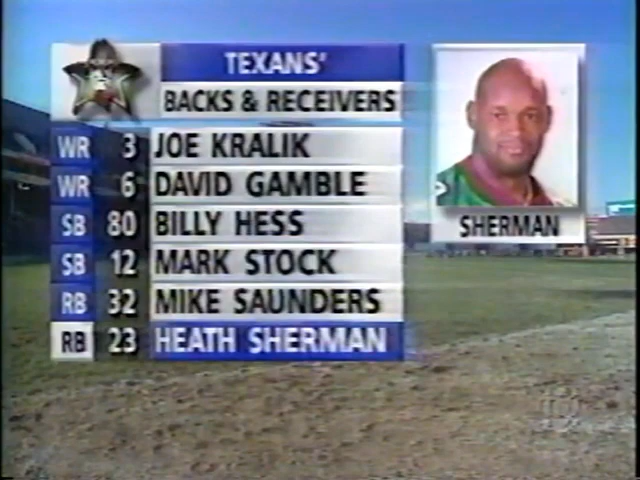 TEXANS'
BACKS & RECEIVERS
WR 3 JOE KRALIK
WR 6 DAVID GAMBLE
SB 80 BILLY HESS
SB 12 MARK STOCK
RB 32 MIKE SAUNDERS
RB 23 HEATH SHERMAN
SHERMAN